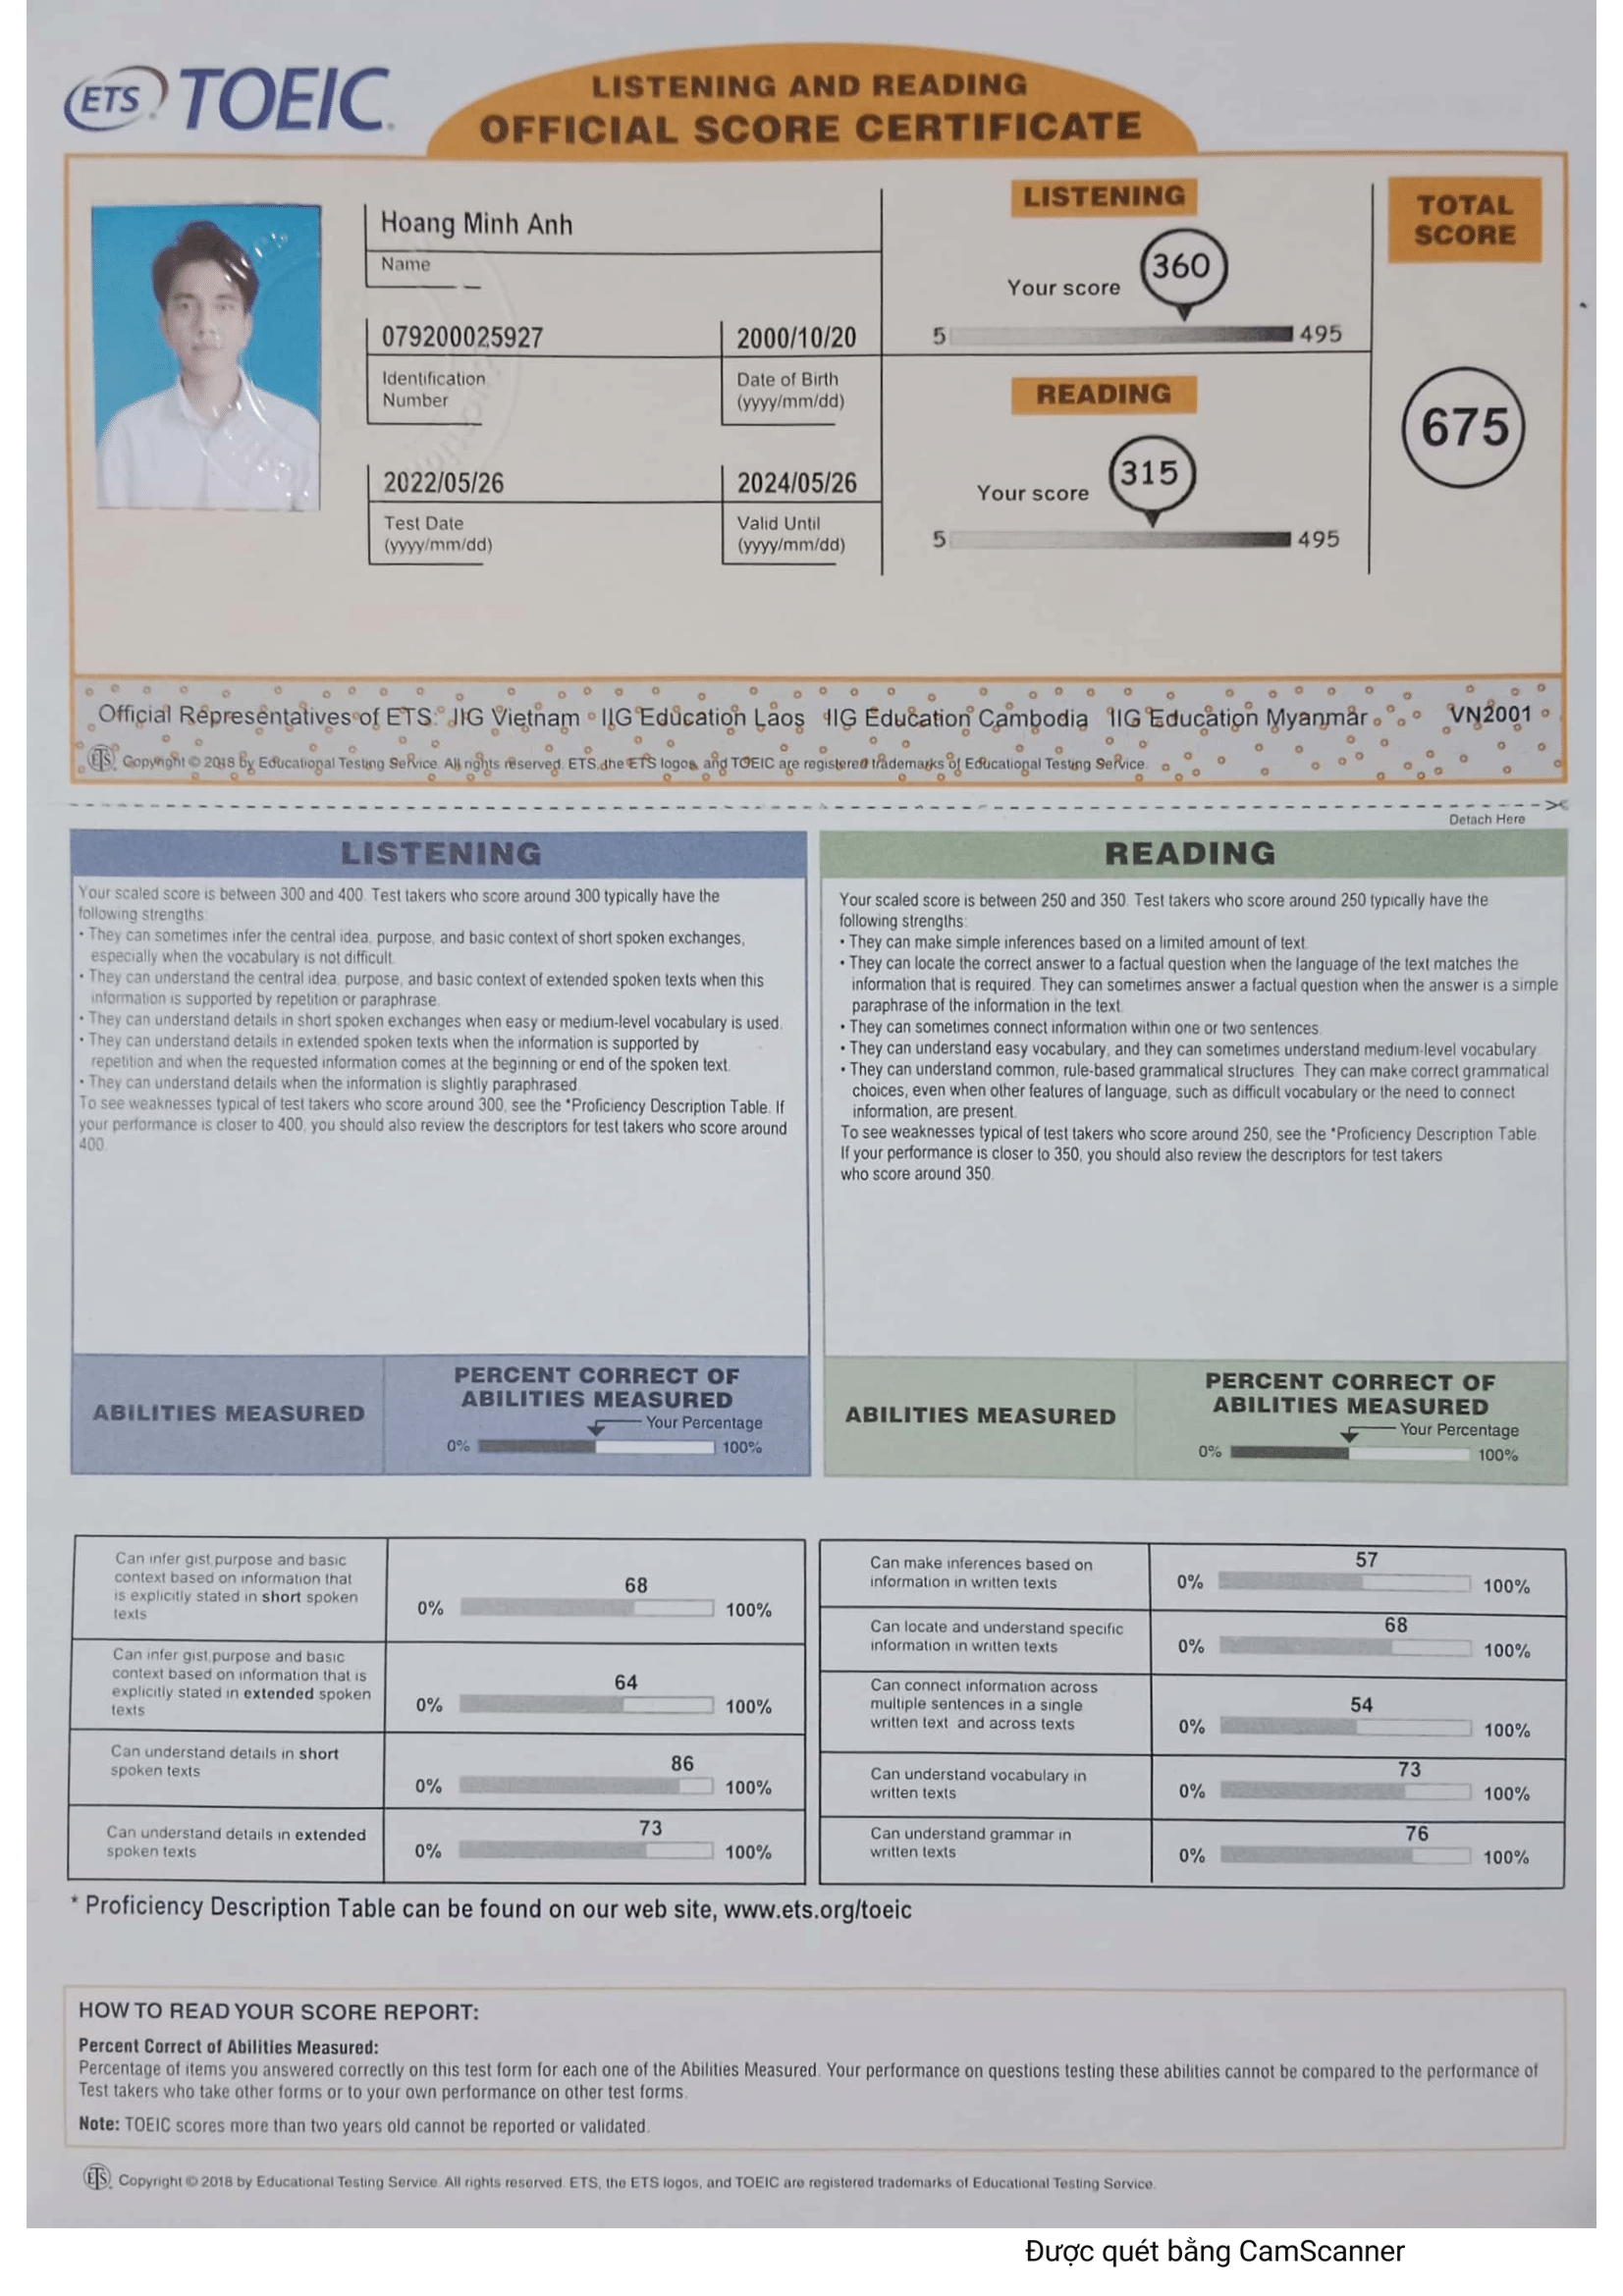 ETS TOEIC
LISTENING AND READING
OFFICIAL SCORE CERTIFICATE
Hoang Minh Anh
Name
079200025927
Identification
Number
2000/10/20
Date of Birth
(yyyy/mm/dd)
2022/05/26
Test Date
(yyyy/mm/dd)
2024/05/26
Valid Until
(yyyy/mm/dd)
LISTENING
Your score 360
5 495
READING
Your score 315
5 495
TOTAL
SCORE
675
Official Representatives of ETS: IIG Vietnam IIG Education Laos IIG Education Cambodia IIG Education Myanmar VN2001
ETS Copyright © 2018 by Educational Testing Service. All rights reserved. ETS, the ETS logos, and TOEIC are registered trademarks of Educational Testing Service.
Detach Here
LISTENING
Your scaled score is between 300 and 400. Test takers who score around 300 typically have the
following strengths:
• They can sometimes infer the central idea, purpose, and basic context of short spoken exchanges,
especially when the vocabulary is not difficult.
• They can understand the central idea, purpose, and basic context of extended spoken texts when this
information is supported by repetition or paraphrase.
• They can understand details in short spoken exchanges when easy or medium-level vocabulary is used.
• They can understand details in extended spoken texts when the information is supported by
repetition and when the requested information comes at the beginning or end of the spoken text.
• They can understand details when the information is slightly paraphrased.
To see weaknesses typical of test takers who score around 300, see the *Proficiency Description Table. If
your performance is closer to 400, you should also review the descriptors for test takers who score around
400.
READING
Your scaled score is between 250 and 350. Test takers who score around 250 typically have the
following strengths:
• They can make simple inferences based on a limited amount of text.
• They can locate the correct answer to a factual question when the language of the text matches the
information that is required. They can sometimes answer a factual question when the answer is a simple
paraphrase of the information in the text.
• They can sometimes connect information within one or two sentences.
• They can understand easy vocabulary, and they can sometimes understand medium-level vocabulary.
• They can understand common, rule-based grammatical structures. They can make correct grammatical
choices, even when other features of language, such as difficult vocabulary or the need to connect
information, are present.
To see weaknesses typical of test takers who score around 250, see the *Proficiency Description Table.
If your performance is closer to 350, you should also review the descriptors for test takers
who score around 350.
ABILITIES MEASURED
PERCENT CORRECT OF
ABILITIES MEASURED
Your Percentage
0% 100%
ABILITIES MEASURED
PERCENT CORRECT OF
ABILITIES MEASURED
Your Percentage
0% 100%
Can infer gist, purpose and basic
context based on information that
is explicitly stated in short spoken
texts
68
0% 100%
Can infer gist, purpose and basic
context based on information that is
explicitly stated in extended spoken
texts
64
0% 100%
Can understand details in short
spoken texts
86
0% 100%
Can understand details in extended
spoken texts
73
0% 100%
Can make inferences based on
information in written texts
57
0% 100%
Can locate and understand specific
information in written texts
68
0% 100%
Can connect information across
multiple sentences in a single
written text and across texts
54
0% 100%
Can understand vocabulary in
written texts
73
0% 100%
Can understand grammar in
written texts
76
0% 100%
* Proficiency Description Table can be found on our web site, www.ets.org/toeic
HOW TO READ YOUR SCORE REPORT:
Percent Correct of Abilities Measured:
Percentage of items you answered correctly on this test form for each one of the Abilities Measured. Your performance on questions testing these abilities cannot be compared to the performance of
Test takers who take other forms or to your own performance on other test forms.
Note: TOEIC scores more than two years old cannot be reported or validated.
ETS Copyright © 2018 by Educational Testing Service. All rights reserved. ETS, the ETS logos, and TOEIC are registered trademarks of Educational Testing Service.
Được quét bằng CamScanner